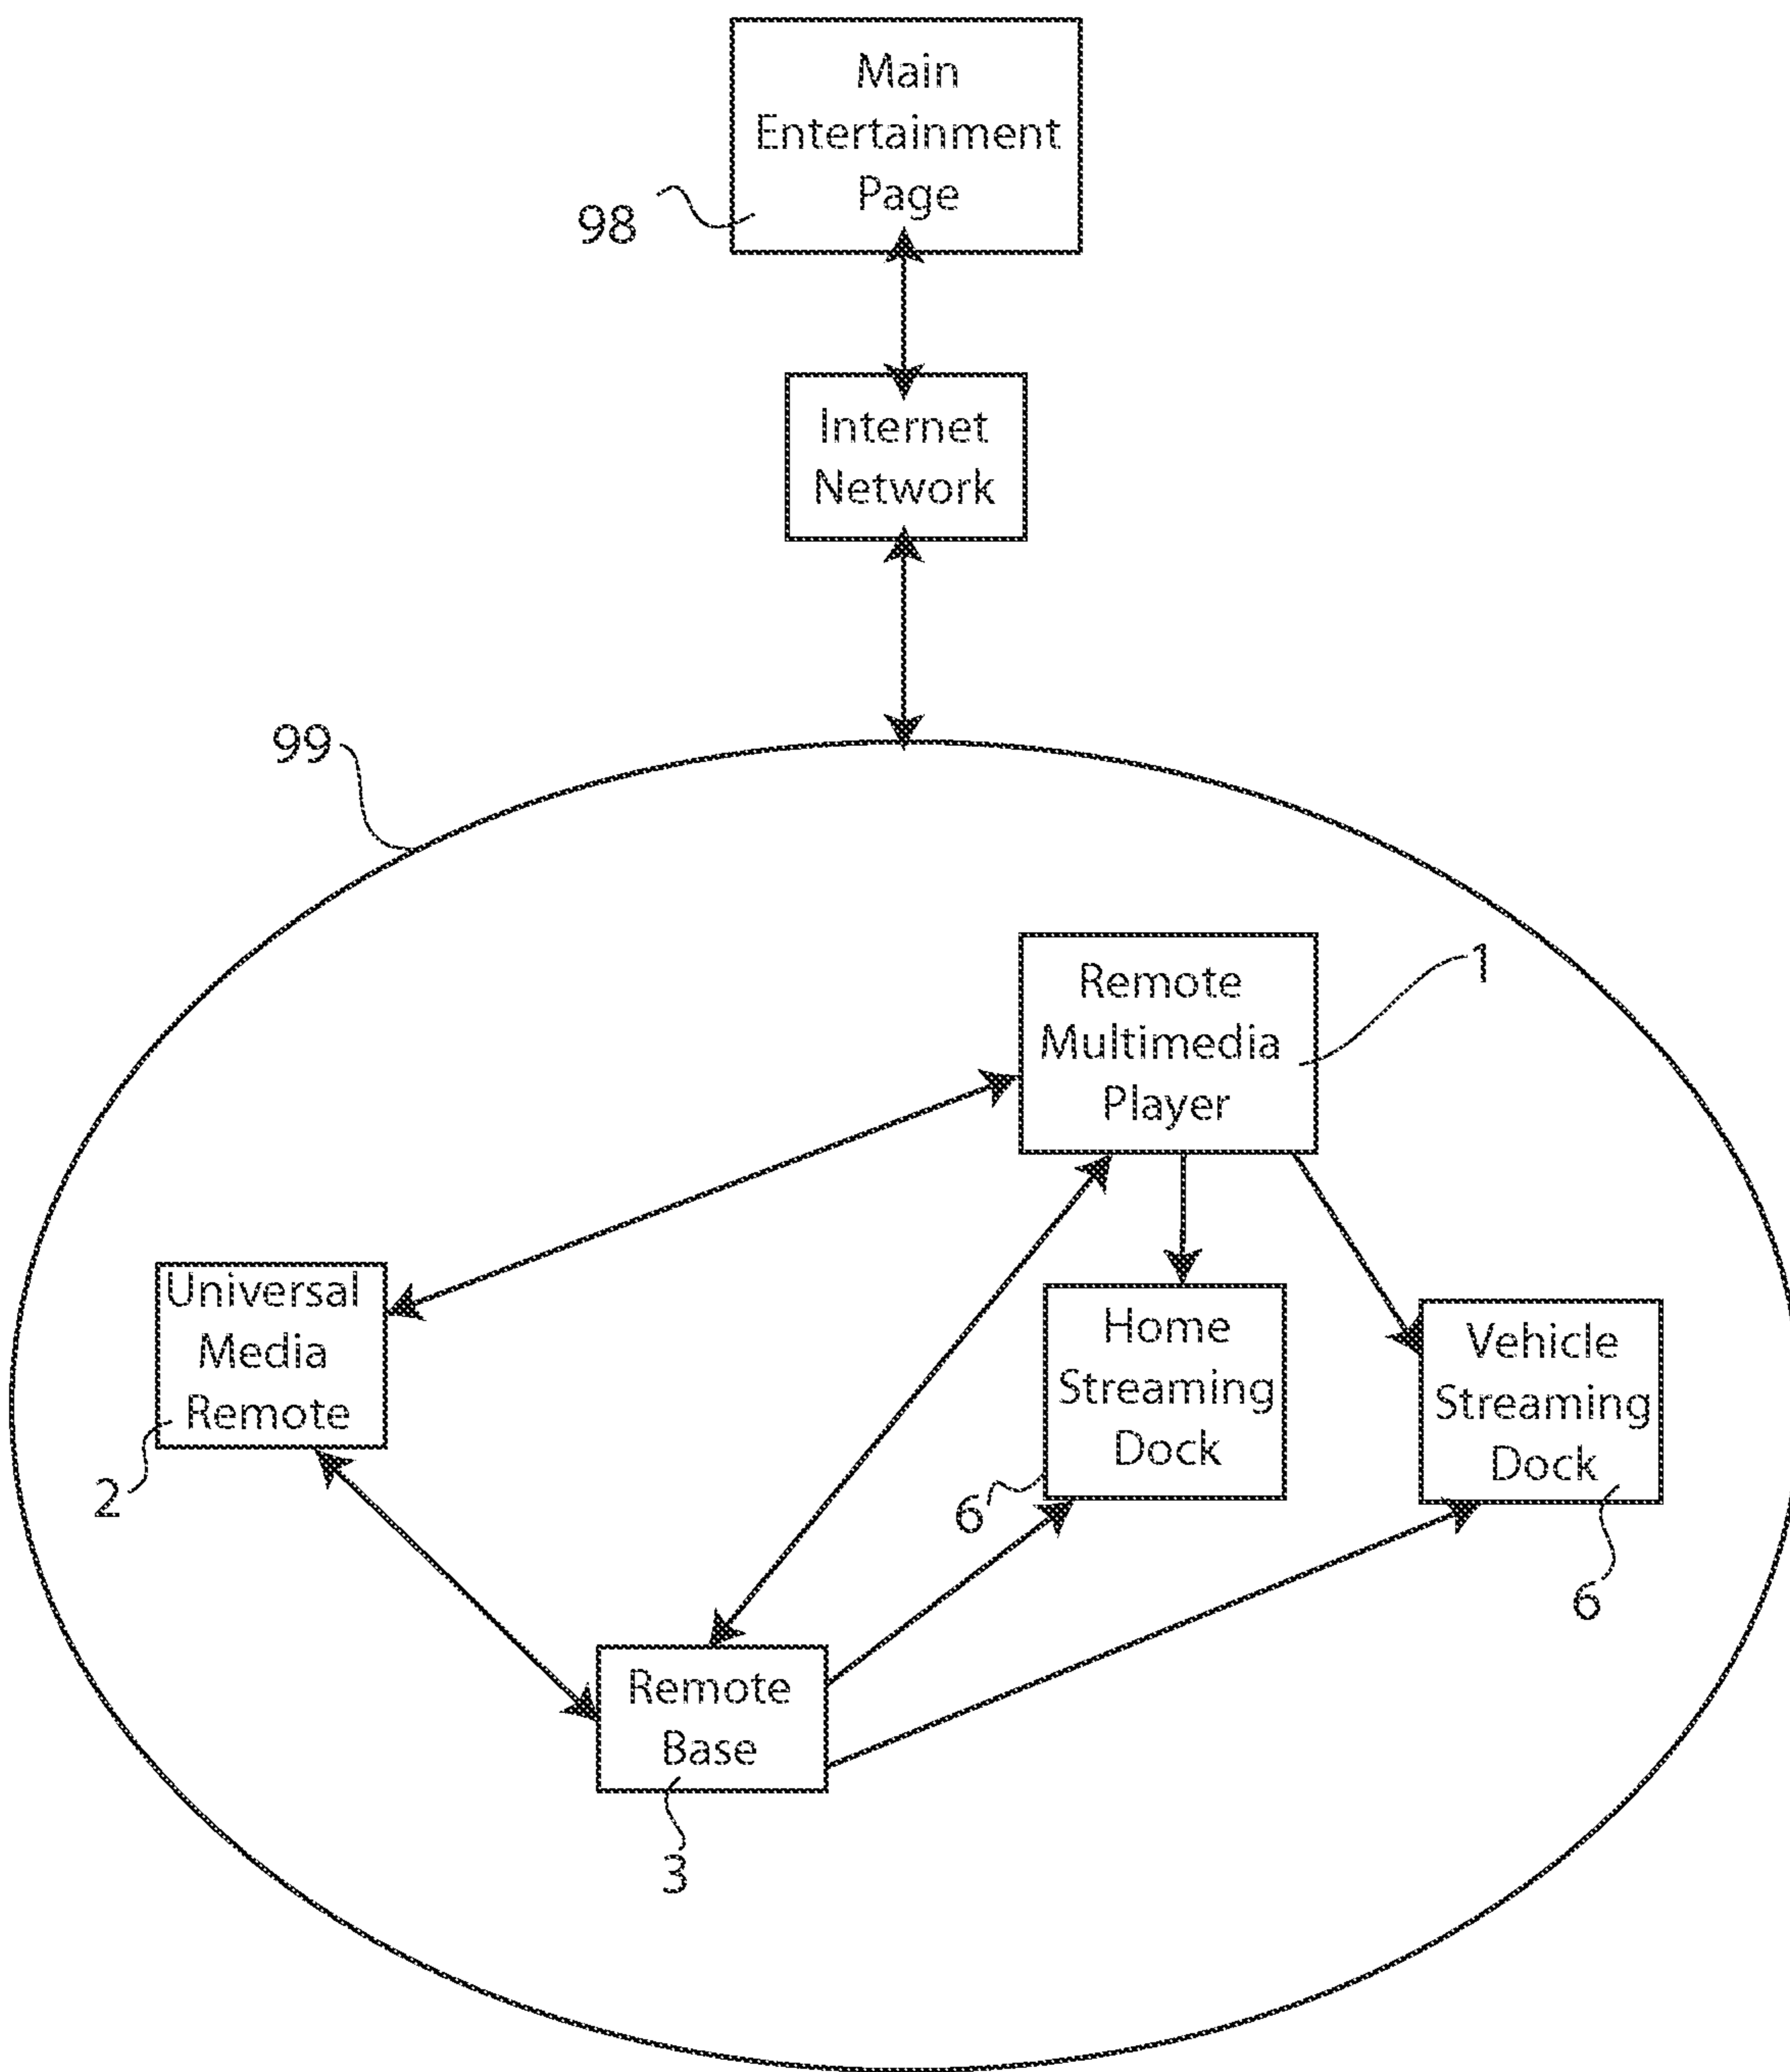 Main
Entertainment
Page
98
Internet
Network
99
Remote
Multimedia
Player
1
Universal
Media
Remote
2
Home
Streaming
Dock
6
Vehicle
Streaming
Dock
6
Remote
Base
3